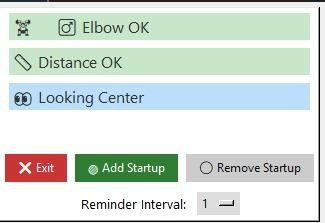 Elbow OK
Distance OK
Looking Center
Exit Add Startup Remove Startup
Reminder Interval: 1